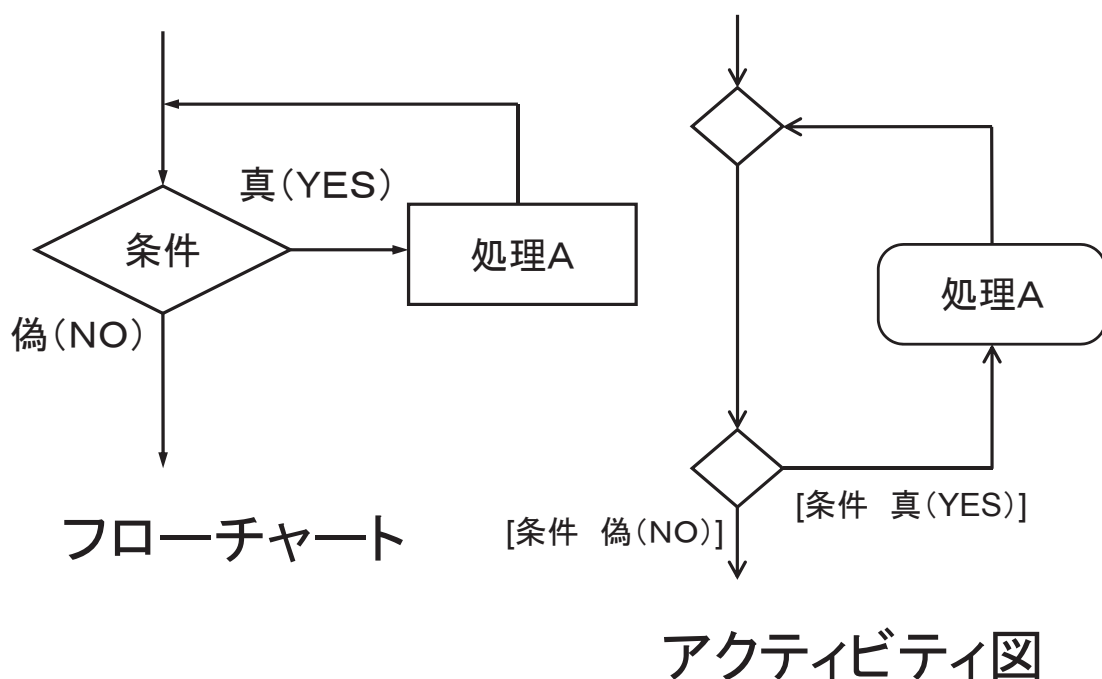 真(YES)
条件
処理A
偽(NO)
フローチャート
処理A
[条件　真(YES)]
[条件　偽(NO)]
アクティビティ図